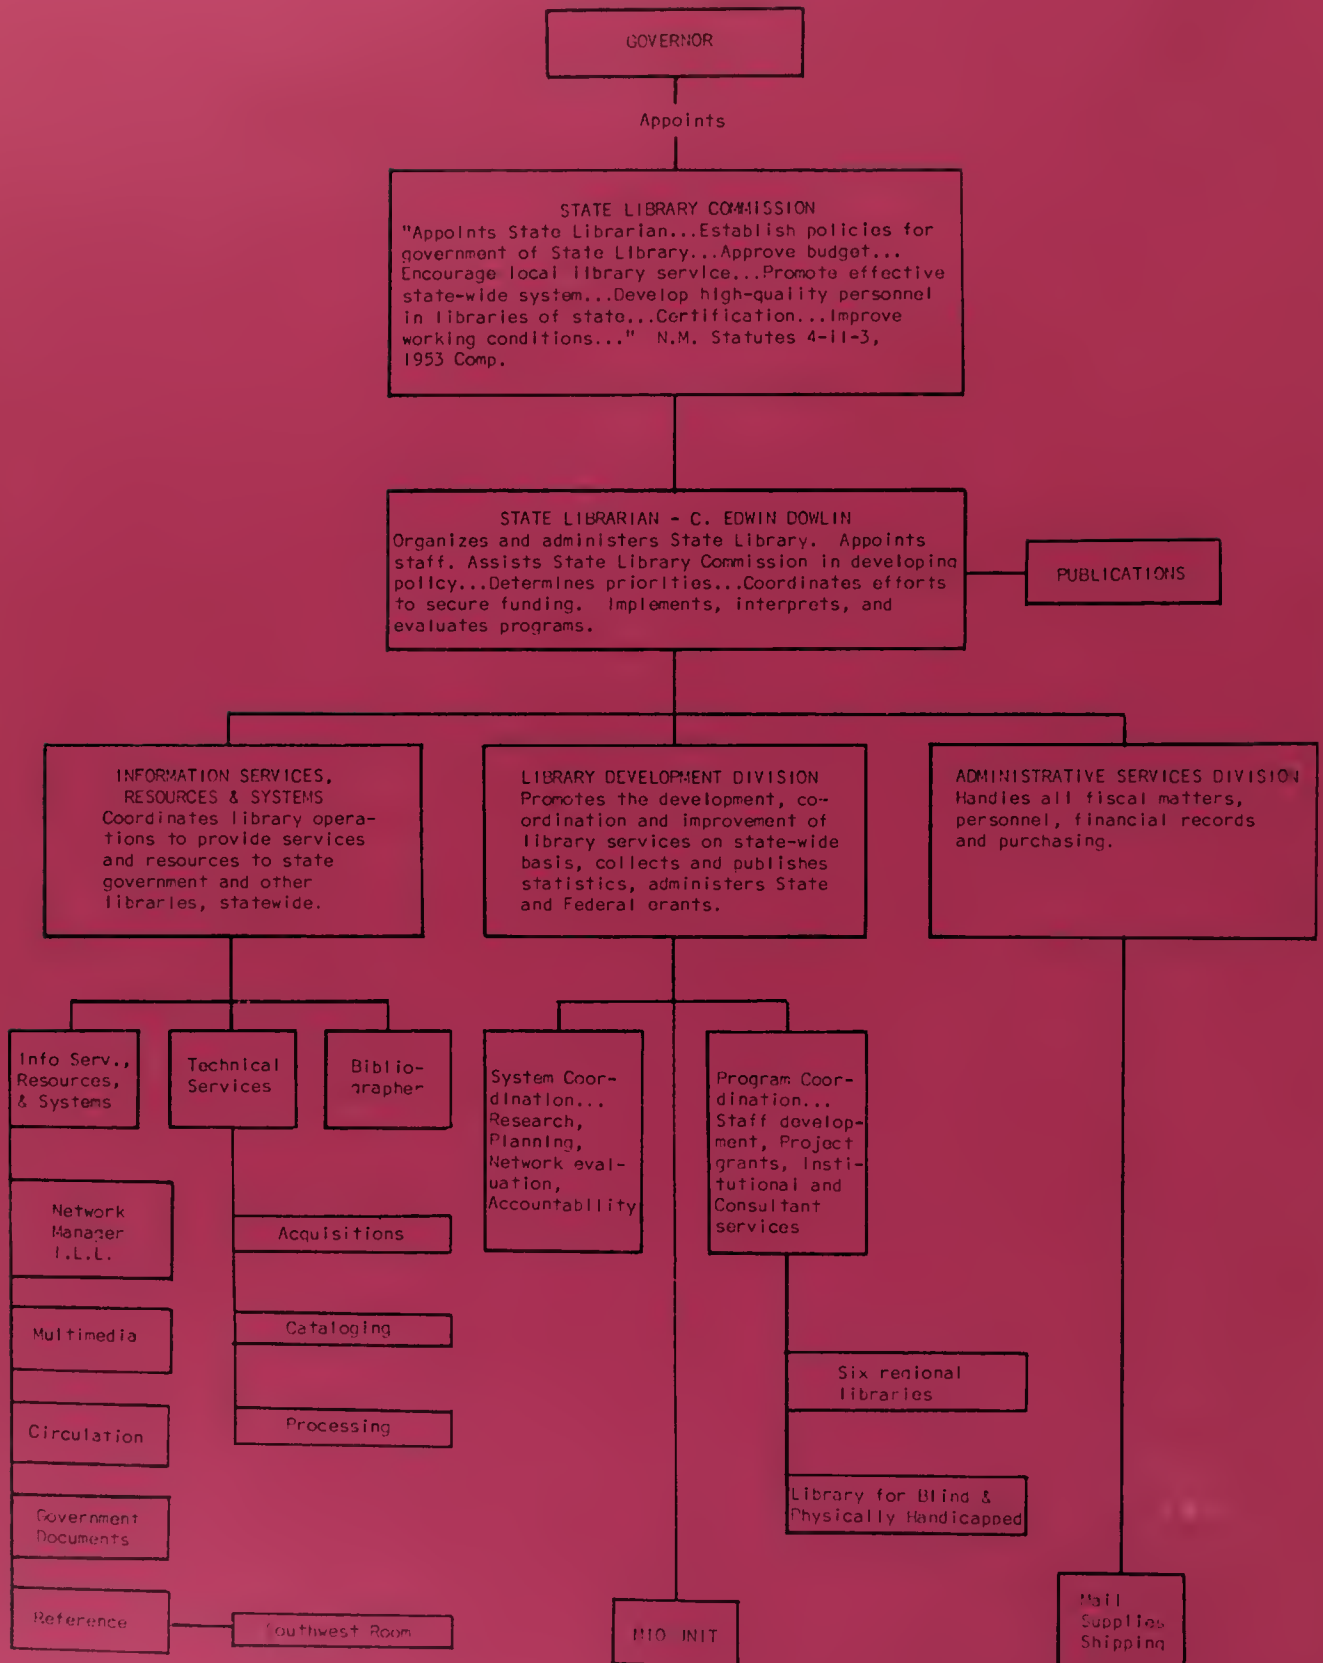 GOVERNOR
Appoints
STATE LIBRARY COMMISSION
"Appoints State Librarian...Establish policies for
government of State Library...Approve budget...
Encourage local library service...Promote effective
state-wide system...Develop high-quality personnel
in libraries of state...Certification...Improve
working conditions..." N.M. Statutes 4-11-3,
1953 Comp.
STATE LIBRARIAN - C. EDWIN DOWLIN
Organizes and administers State Library. Appoints
staff. Assists State Library Commission in developing
policy...Determines priorities...Coordinates efforts
to secure funding. Implements, interprets, and
evaluates programs.
PUBLICATIONS
INFORMATION SERVICES,
RESOURCES & SYSTEMS
Coordinates library opera-
tions to provide services
and resources to state
government and other
libraries, statewide.
LIBRARY DEVELOPMENT DIVISION
Promotes the development, co-
ordination and improvement of
library services on state-wide
basis, collects and publishes
statistics, administers State
and Federal grants.
ADMINISTRATIVE SERVICES DIVISION
Handles all fiscal matters,
personnel, financial records
and purchasing.
Info Serv.,
Resources,
& Systems
Technical
Services
Biblio-
grapher
System Coor-
dination...
Research,
Planning,
Network eval-
uation,
Accountability
Program Coor-
dination...
Staff develop-
ment, Project
grants, Insti-
tutional and
Consultant
services
Network
Manager
I.L.L.
Multimedia
Circulation
Government
Documents
Reference
Southwest Room
Acquisitions
Cataloging
Processing
Six regional
libraries
Library for Blind &
Physically Handicapped
Mail
Supplies
Shipping